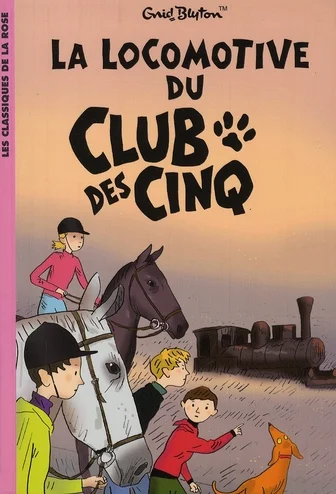 Enid Blyton™
LA LOCOMOTIVE
DU
CLUB
DES CINQ
LES CLASSIQUES DE LA ROSE